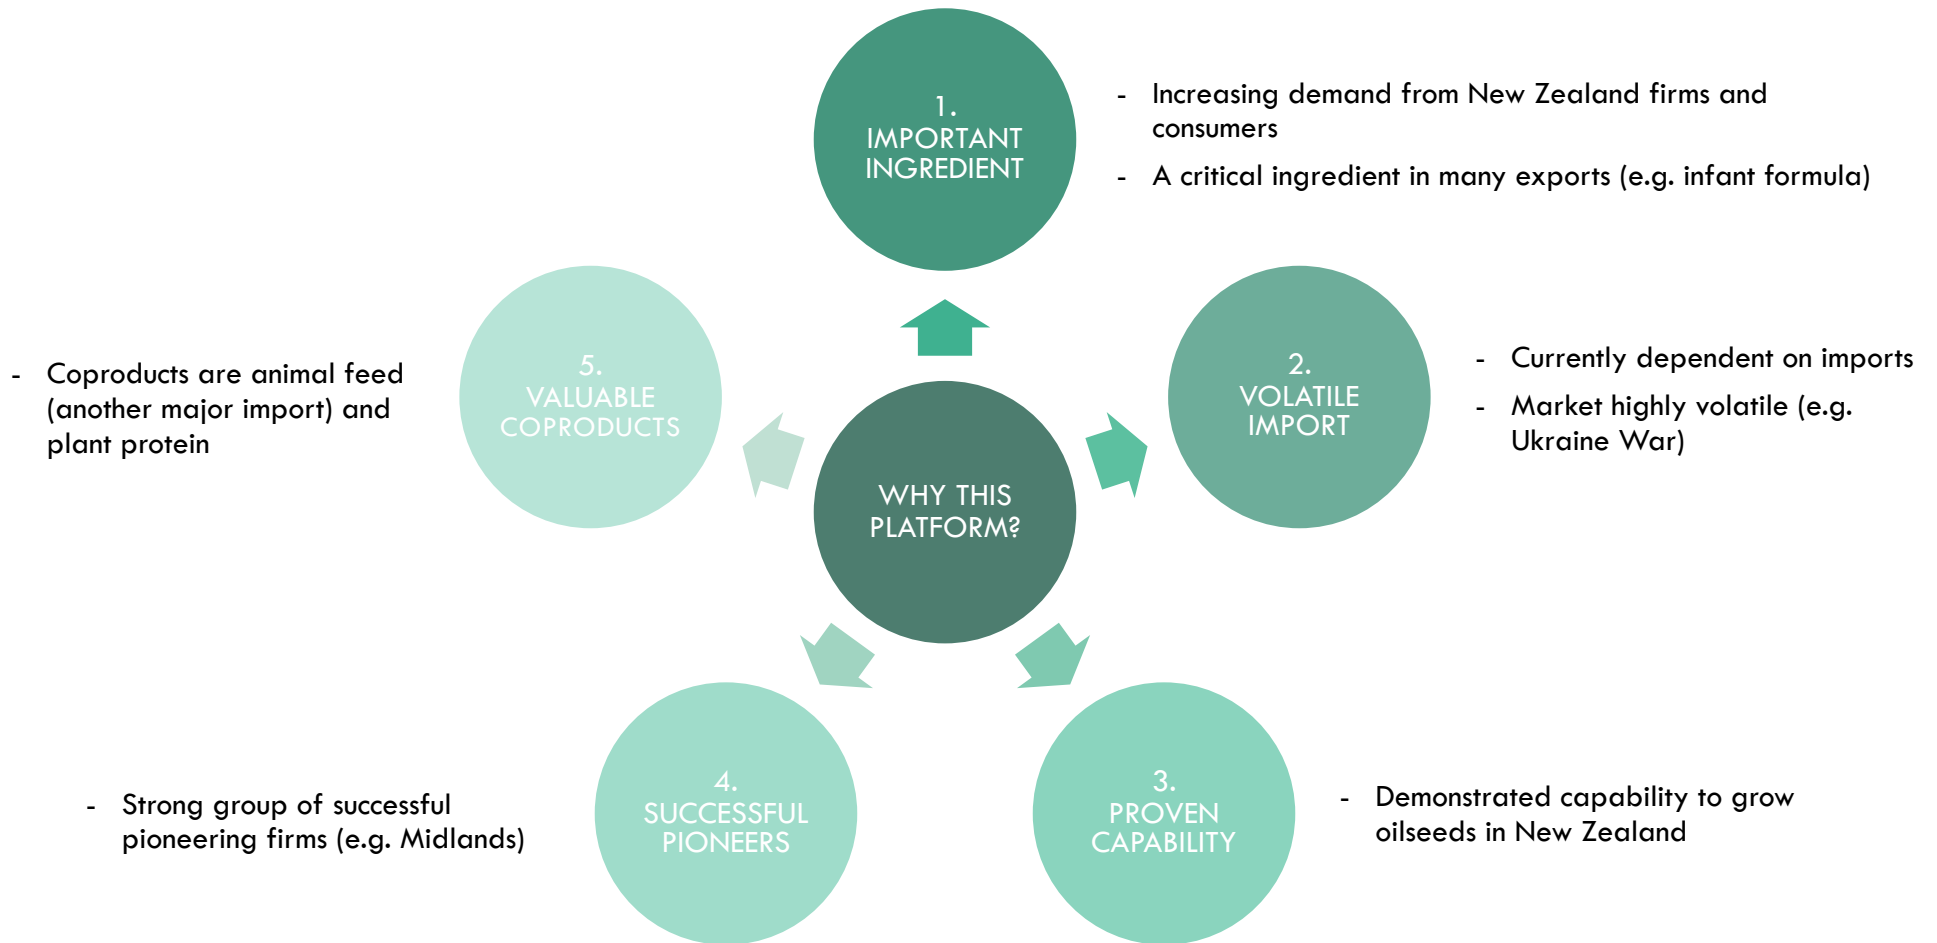 1.
IMPORTANT
INGREDIENT
- Increasing demand from New Zealand firms and
consumers
- A critical ingredient in many exports (e.g. infant formula)
2.
VOLATILE
IMPORT
- Currently dependent on imports
- Market highly volatile (e.g.
Ukraine War)
5.
VALUABLE
COPRODUCTS
- Coproducts are animal feed
(another major import) and
plant protein
WHY THIS
PLATFORM?
4.
SUCCESSFUL
PIONEERS
- Strong group of successful
pioneering firms (e.g. Midlands)
3.
PROVEN
CAPABILITY
- Demonstrated capability to grow
oilseeds in New Zealand